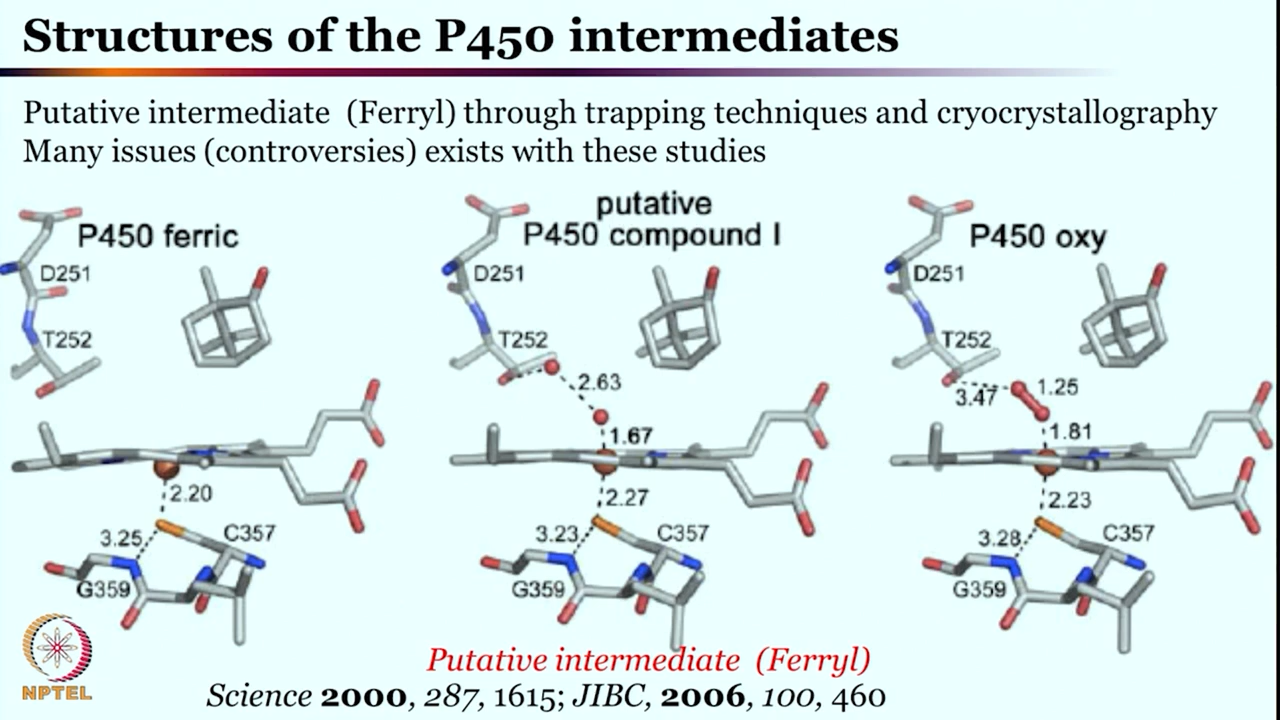 Structures of the P450 intermediates
Putative intermediate (Ferryl) through trapping techniques and cryocrystallography
Many issues (controversies) exists with these studies
P450 ferric
D251
T252
2.20
3.25
C357
G359
putative
P450 compound I
D251
T252
2.63
1.67
2.27
3.23
C357
G359
P450 oxy
D251
T252
3.47
1.25
1.81
2.23
3.28
C357
G359
Putative intermediate (Ferryl)
Science 2000, 287, 1615; JIBC, 2006, 100, 460
NPTEL